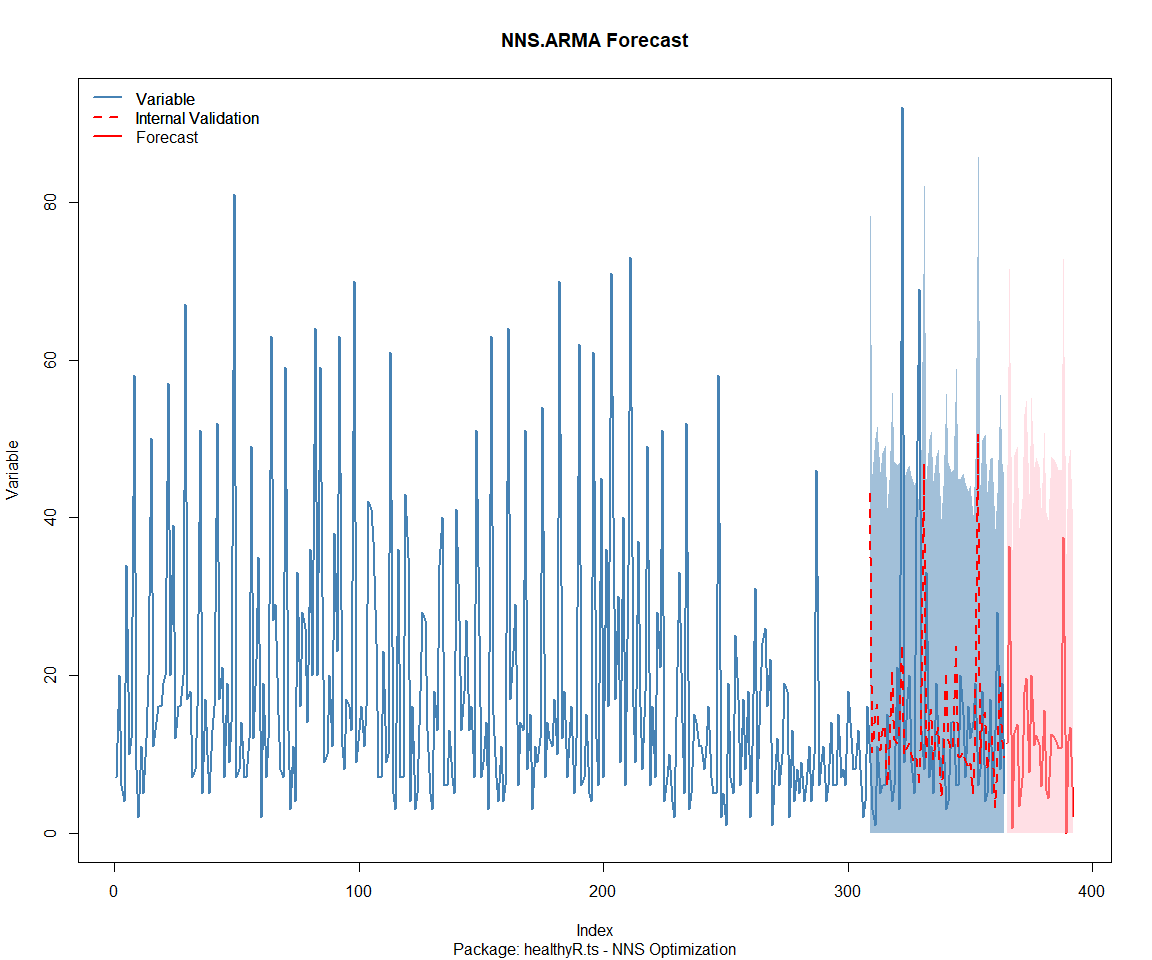 NNS.ARMA Forecast
Variable
Internal Validation
Forecast
Variable
80
60
40
20
0
0 100 200 300 400
Index
Package: healthyR.ts - NNS Optimization